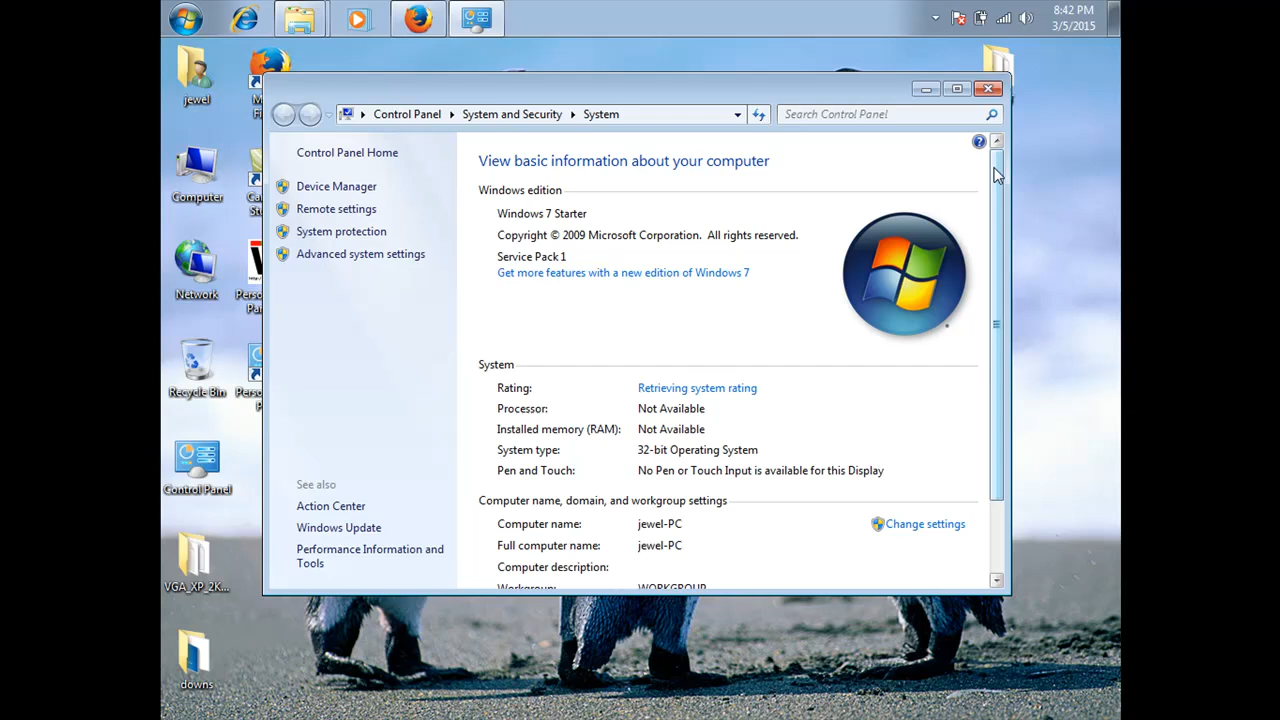 8:42 PM
3/5/2015
jewel
Computer
Network
Recycle Bin
Control Panel
VGA_XP_2K...
downs
Control Panel System and Security System
Search Control Panel
Control Panel Home
Device Manager
Remote settings
System protection
Advanced system settings
See also
Action Center
Windows Update
Performance Information and
Tools
View basic information about your computer
Windows edition
Windows 7 Starter
Copyright © 2009 Microsoft Corporation. All rights reserved.
Service Pack 1
Get more features with a new edition of Windows 7
System
Rating: Retrieving system rating
Processor: Not Available
Installed memory (RAM): Not Available
System type: 32-bit Operating System
Pen and Touch: No Pen or Touch Input is available for this Display
Computer name, domain, and workgroup settings
Computer name: jewel-PC
Change settings
Full computer name: jewel-PC
Computer description:
Workgroup: WORKGROUP